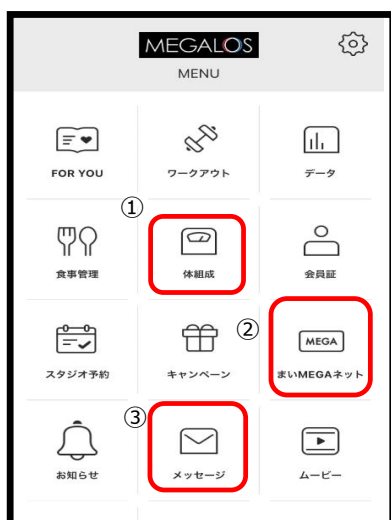 MEGALOS
MENU
FOR YOU
ワークアウト
データ
①
食事管理
体組成
会員証
②
MEGA
スタジオ予約
キャンペーン
まいMEGAネット
③
お知らせ
メッセージ
ムービー